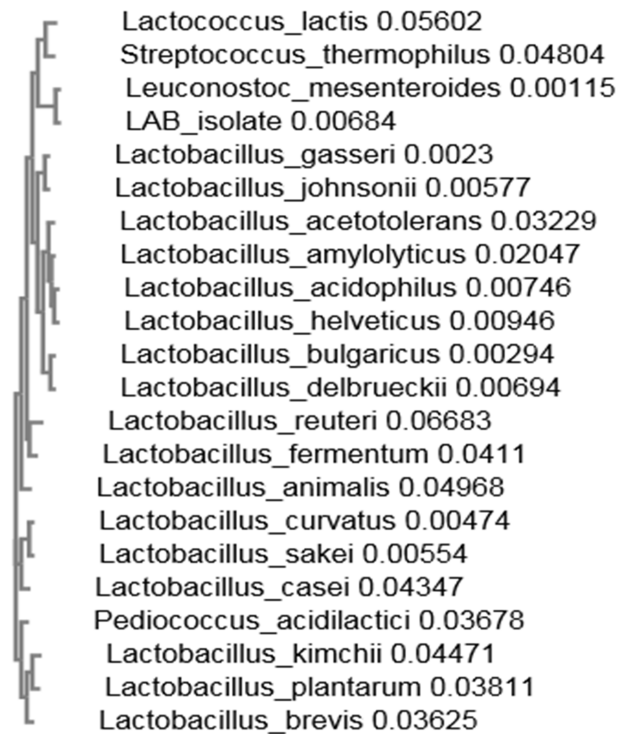 Lactococcus_lactis 0.05602
Streptococcus_thermophilus 0.04804
Leuconostoc_mesenteroides 0.00115
LAB_isolate 0.00684
Lactobacillus_gasseri 0.0023
Lactobacillus_johnsonii 0.00577
Lactobacillus_acetotolerans 0.03229
Lactobacillus_amylolyticus 0.02047
Lactobacillus_acidophilus 0.00746
Lactobacillus_helveticus 0.00946
Lactobacillus_bulgaricus 0.00294
Lactobacillus_delbrueckii 0.00694
Lactobacillus_reuteri 0.06683
Lactobacillus_fermentum 0.0411
Lactobacillus_animalis 0.04968
Lactobacillus_curvatus 0.00474
Lactobacillus_sakei 0.00554
Lactobacillus_casei 0.04347
Pediococcus_acidilactici 0.03678
Lactobacillus_kimchii 0.04471
Lactobacillus_plantarum 0.03811
Lactobacillus_brevis 0.03625